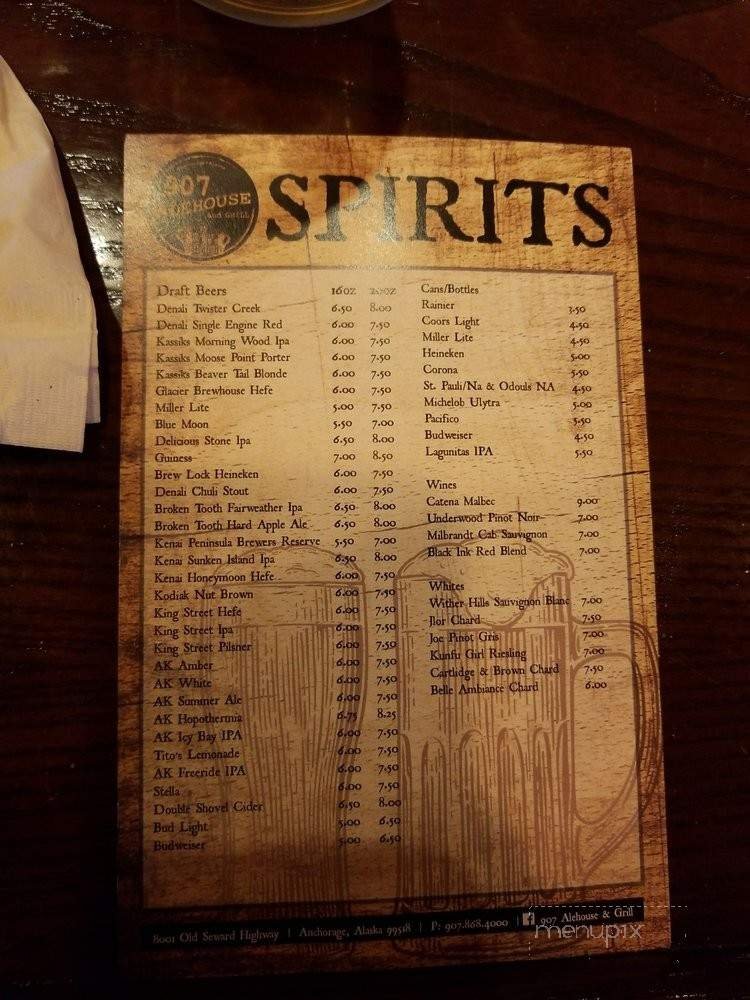 907
ALEHOUSE
and GRILL
SPIRITS
Draft Beers 16oz 20oz
Denali Twister Creek 6.50 8.00
Denali Single Engine Red 6.00 7.50
Kassiks Morning Wood Ipa 6.00 7.50
Kassiks Moose Point Porter 6.00 7.50
Kassiks Beaver Tail Blonde 6.00 7.50
Glacier Brewhouse Hefe 6.00 7.50
Miller Lite 5.00 7.50
Blue Moon 5.50 7.00
Delicious Stone Ipa 6.50 8.00
Guiness 7.00 8.50
Brew Lock Heineken 6.00 7.50
Denali Chuli Stout 6.00 7.50
Broken Tooth Fairweather Ipa 6.50 8.00
Broken Tooth Hard Apple Ale 6.50 8.00
Kenai Peninsula Brewers Reserve 5.50 7.00
Kenai Sunken Island Ipa 6.50 8.00
Kenai Honeymoon Hefe 6.00 7.50
Kodiak Nut Brown 6.00 7.50
King Street Hefe 6.00 7.50
King Street Ipa 6.00 7.50
King Street Pilsner 6.00 7.50
AK Amber 6.00 7.50
AK White 6.00 7.50
AK Summer Ale 6.00 7.50
AK Hopothermia 6.75 8.25
AK Icy Bay IPA 6.00 7.50
Tito's Lemonade 6.00 7.50
AK Freeride IPA 6.00 7.50
Stella 6.00 7.50
Double Shovel Cider 6.50 8.00
Bud Light 5.00 6.50
Budweiser 5.00 6.50
Cans/Bottles
Rainier 3.50
Coors Light 4.50
Miller Lite 4.50
Heineken 5.00
Corona 5.50
St. Pauli/Na & Odouls NA 4.50
Michelob Ulytra 5.00
Pacifico 5.50
Budweiser 4.50
Lagunitas IPA 5.50
Wines
Catena Malbec 9.00
Underwood Pinot Noir 7.00
Milbrandt Cab Sauvignon 7.00
Black Ink Red Blend 7.00
Whites
Wither Hills Sauvignon Blanc 7.00
Jlor Chard 7.50
Joe Pinot Gris 7.00
Kunfu Girl Riesling 7.00
Cartlidge & Brown Chard 7.50
Belle Ambiance Chard 6.00
8001 Old Seward Highway | Anchorage, Alaska 99518 | P: 907.868.4000 | f 907 Alehouse & Grill
menupix